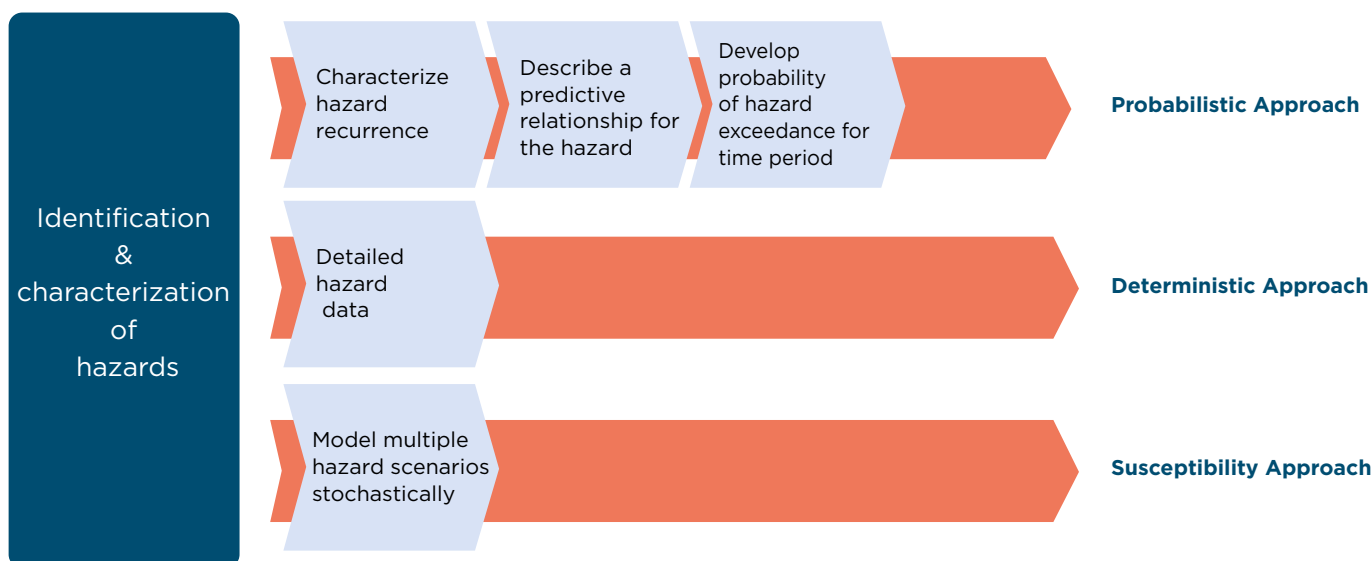 Identification
&
characterization
of
hazards
Characterize
hazard
recurrence
Describe a
predictive
relationship for
the hazard
Develop
probability
of hazard
exceedance for
time period
Probabilistic Approach
Detailed
hazard
data
Deterministic Approach
Model multiple
hazard scenarios
stochastically
Susceptibility Approach